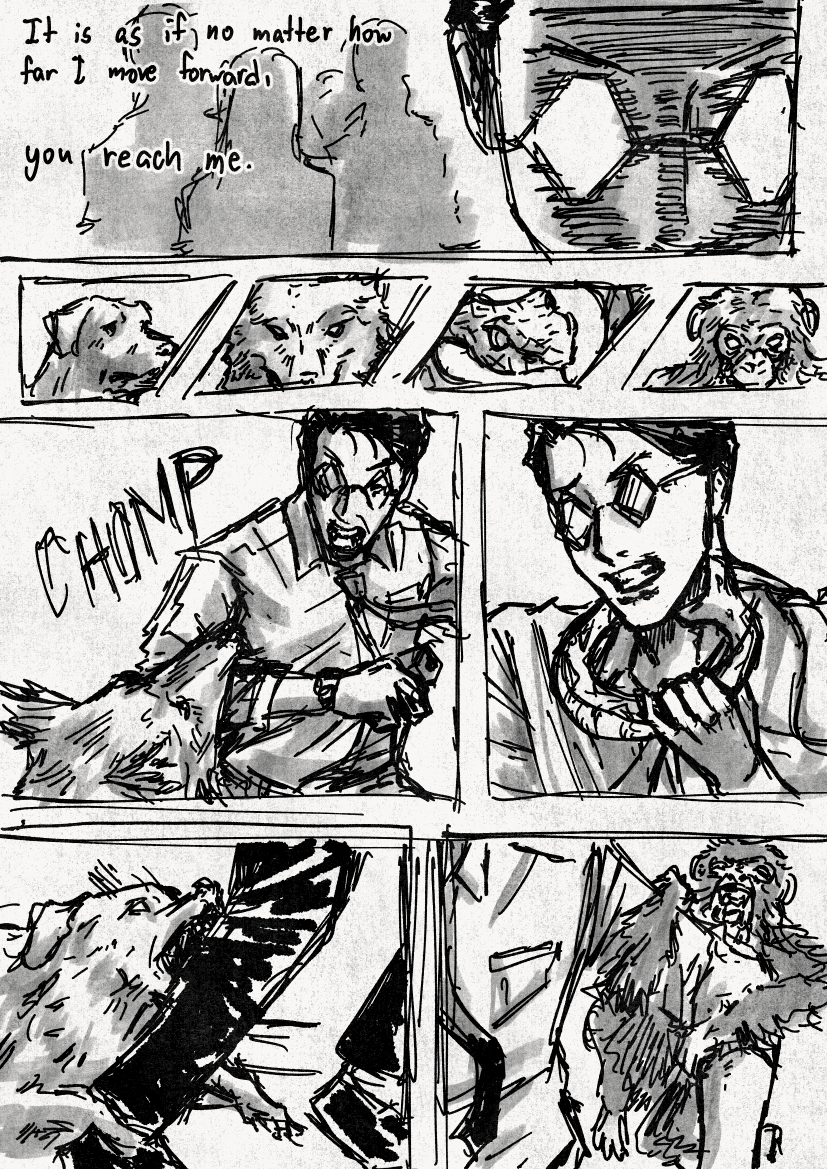 It is as if, no matter how
far I move forward,
you reach me.
CHOMP